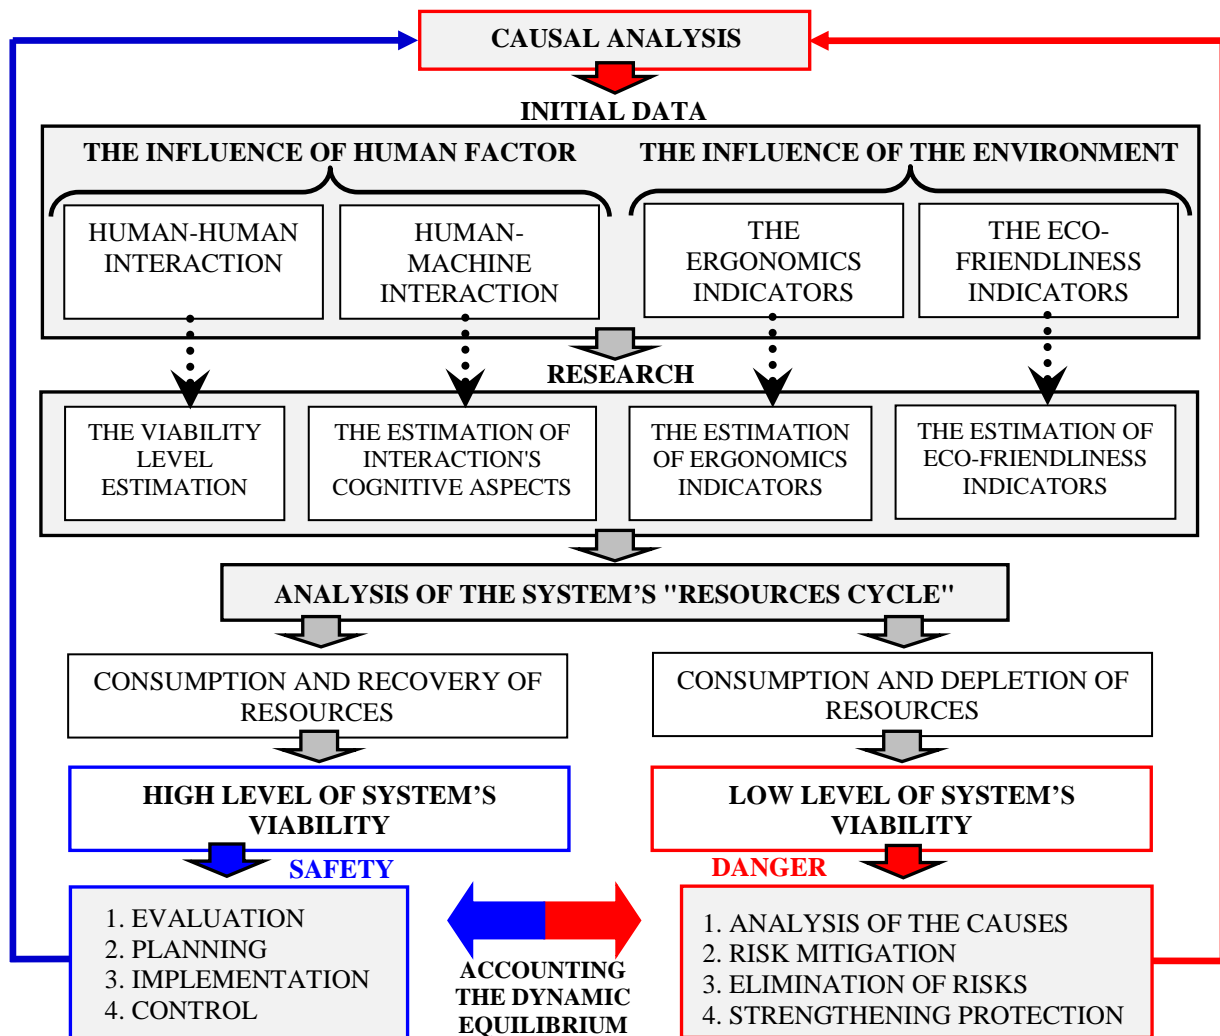 CAUSAL ANALYSIS
INITIAL DATA
THE INFLUENCE OF HUMAN FACTOR
THE INFLUENCE OF THE ENVIRONMENT
HUMAN-HUMAN
INTERACTION
HUMAN-
MACHINE
INTERACTION
THE
ERGONOMICS
INDICATORS
THE ECO-
FRIENDLINESS
INDICATORS
RESEARCH
THE VIABILITY
LEVEL
ESTIMATION
THE ESTIMATION OF
INTERACTION'S
COGNITIVE ASPECTS
THE ESTIMATION
OF ERGONOMICS
INDICATORS
THE ESTIMATION OF
ECO-FRIENDLINESS
INDICATORS
ANALYSIS OF THE SYSTEM’S "RESOURCES CYCLE"
CONSUMPTION AND RECOVERY OF
RESOURCES
CONSUMPTION AND DEPLETION OF
RESOURCES
HIGH LEVEL OF SYSTEM’S
VIABILITY
LOW LEVEL OF SYSTEM’S
VIABILITY
SAFETY
DANGER
1. EVALUATION
2. PLANNING
3. IMPLEMENTATION
4. CONTROL
ACCOUNTING
THE DYNAMIC
EQUILIBRIUM
1. ANALYSIS OF THE CAUSES
2. RISK MITIGATION
3. ELIMINATION OF RISKS
4. STRENGTHENING PROTECTION